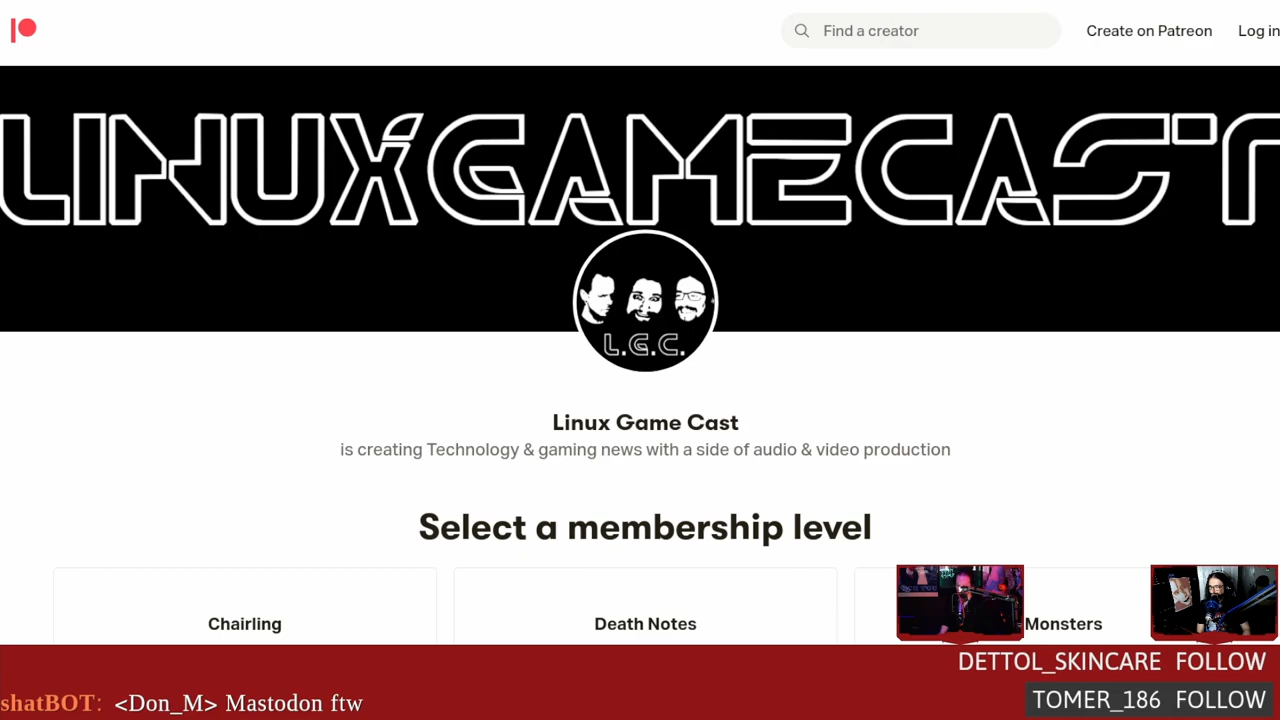 Find a creator
Create on Patreon
Log in
LINUXGAMECAST
L.G.C.
Linux Game Cast
is creating Technology & gaming news with a side of audio & video production
Select a membership level
Chairling
Death Notes
Monsters
DETTOL_SKINCARE FOLLOW
shatBOT: <Don_M> Mastodon ftw
TOMER_186 FOLLOW